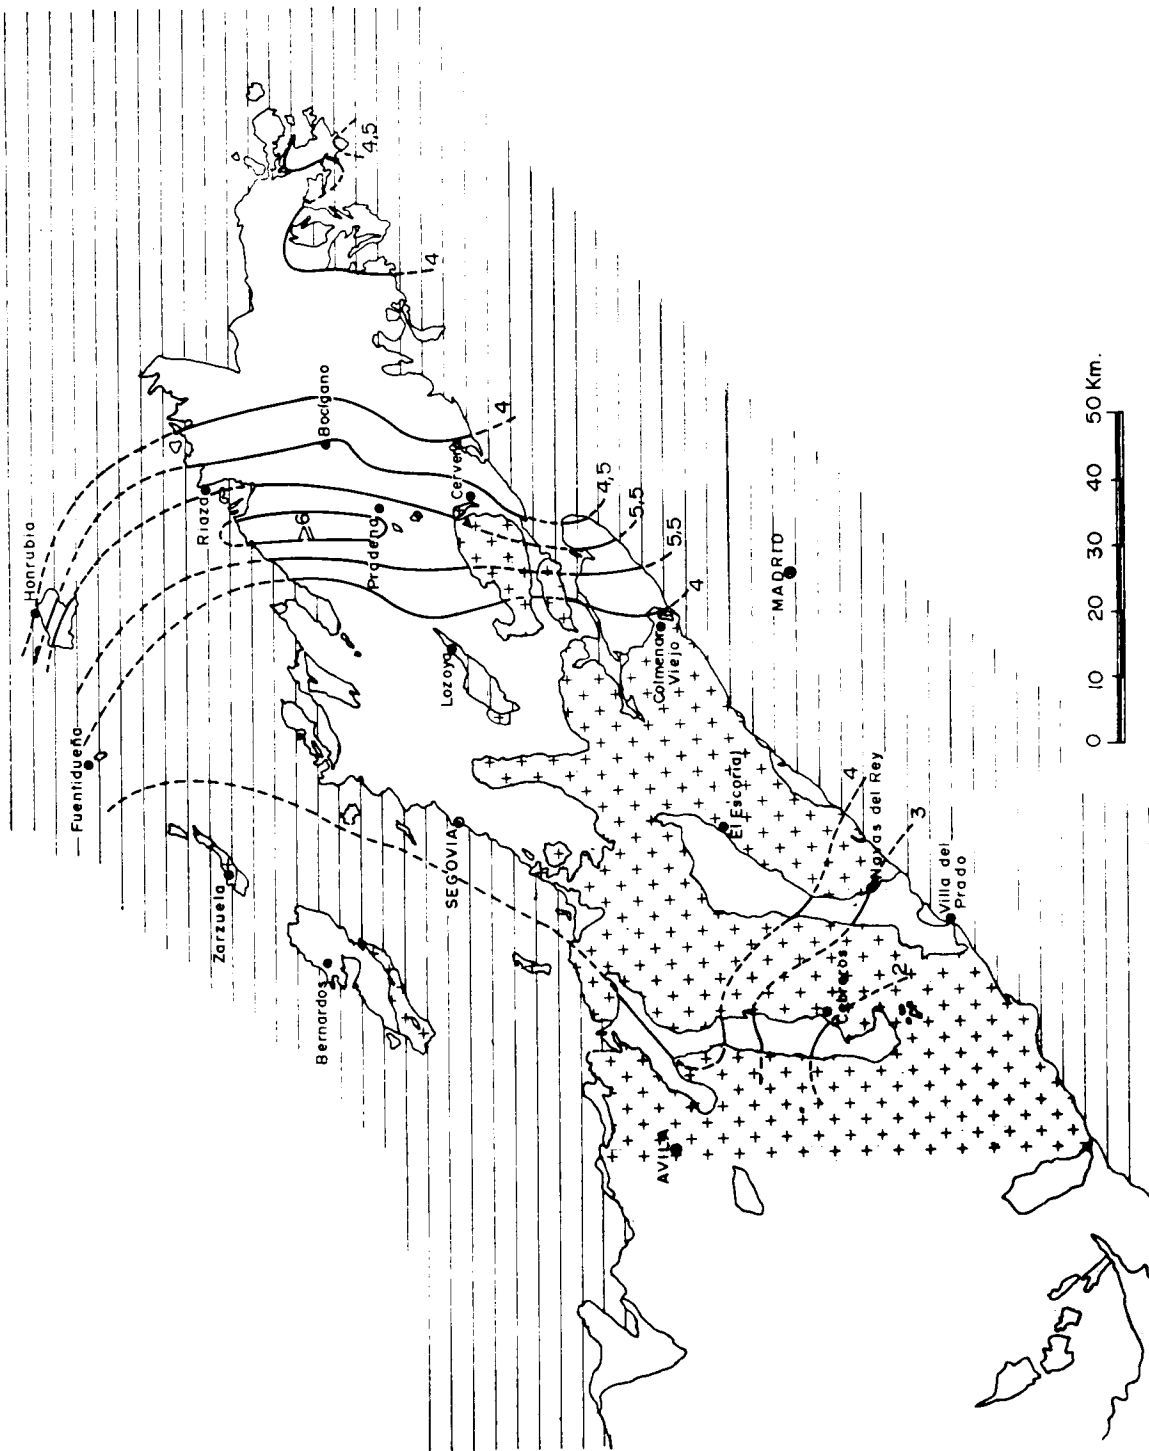 Honrubia
Fuentidueña
Riaza
Bocígano
Zarzuela
≥6
Pradeña
Cervera
Bernardos
SEGOVIA
Lozoya
4,5
4
4
4,5
5,5
5,5
4
Colmenar
Viejo
MADRID
El Escorial
AVILA
Cebreros
Navas del Rey
Villa del
Prado
4
3
2
0 10 20 30 40 50 Km.